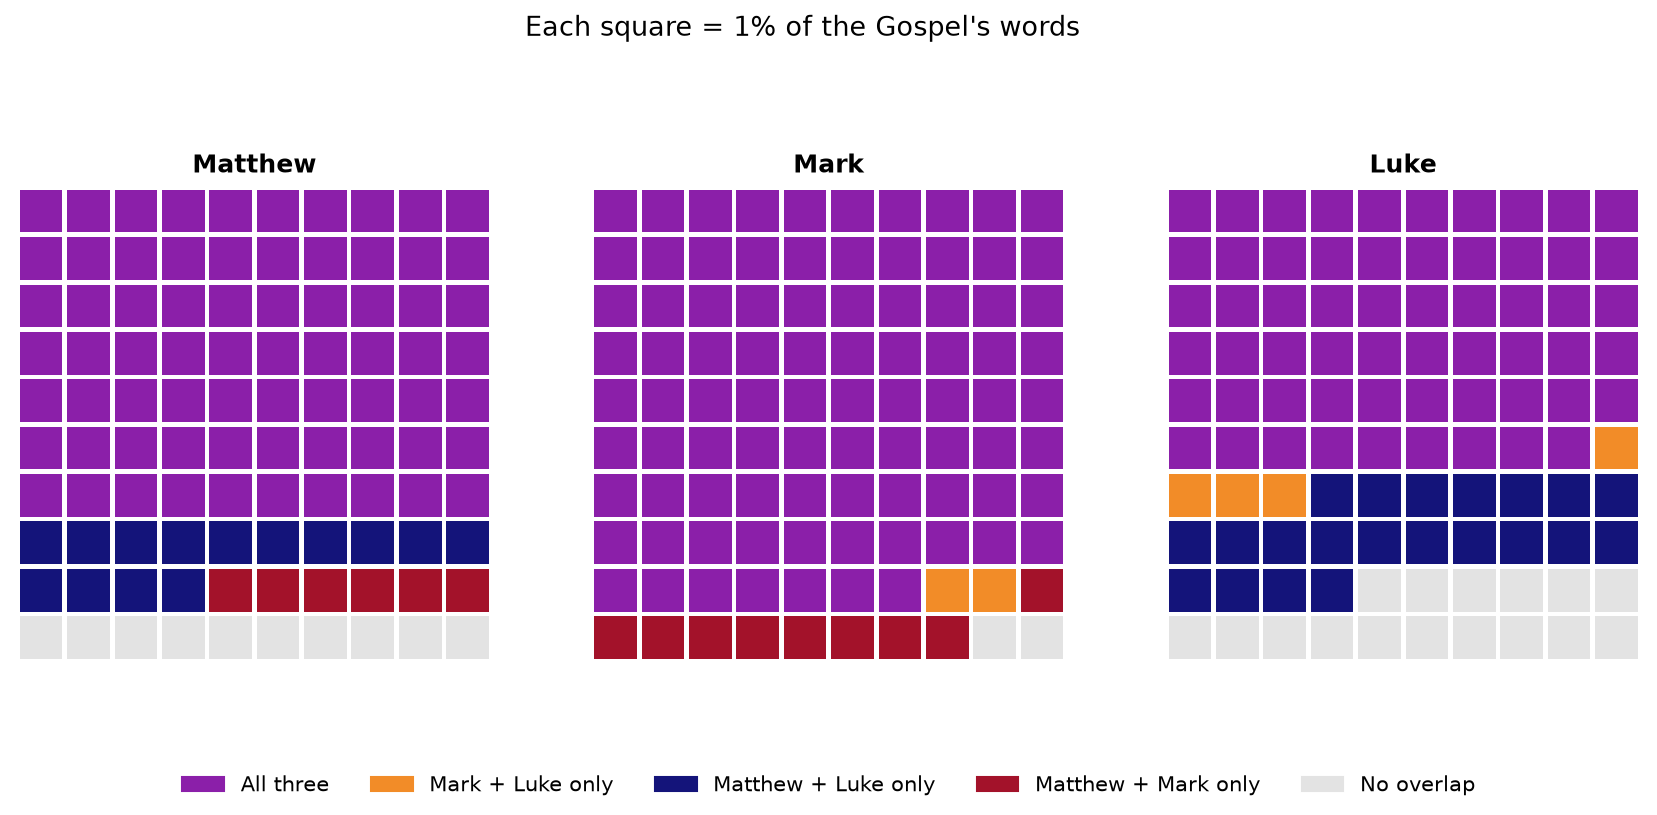 Each square = 1% of the Gospel's words
Matthew
Mark
Luke
All three
Mark + Luke only
Matthew + Luke only
Matthew + Mark only
No overlap